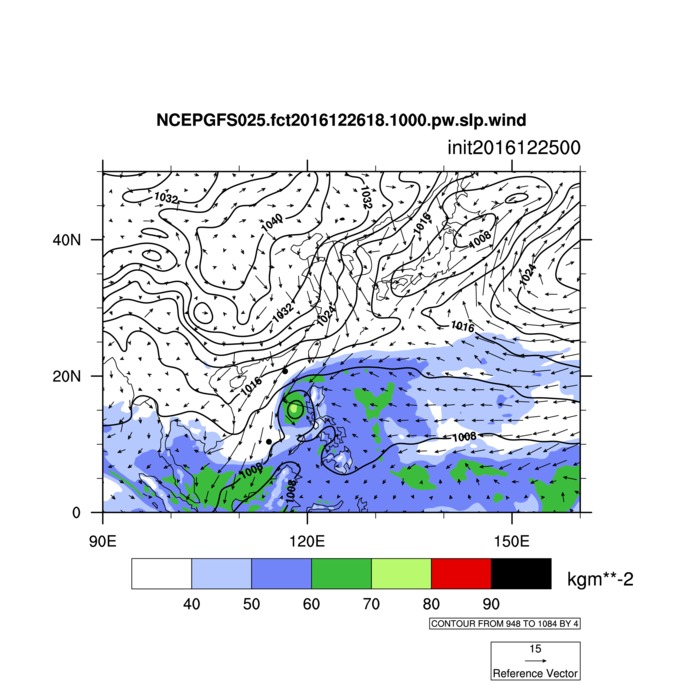 NCEPGFS025.fct2016122618.1000.pw.slp.wind
init2016122500
1032
1032
1040
1016
1008
40N
1024
1032
1024
1016
20N
1016
1008
1008
1008
0
90E 120E 150E
kgm**-2
40 50 60 70 80 90
CONTOUR FROM 948 TO 1084 BY 4
15
Reference Vector